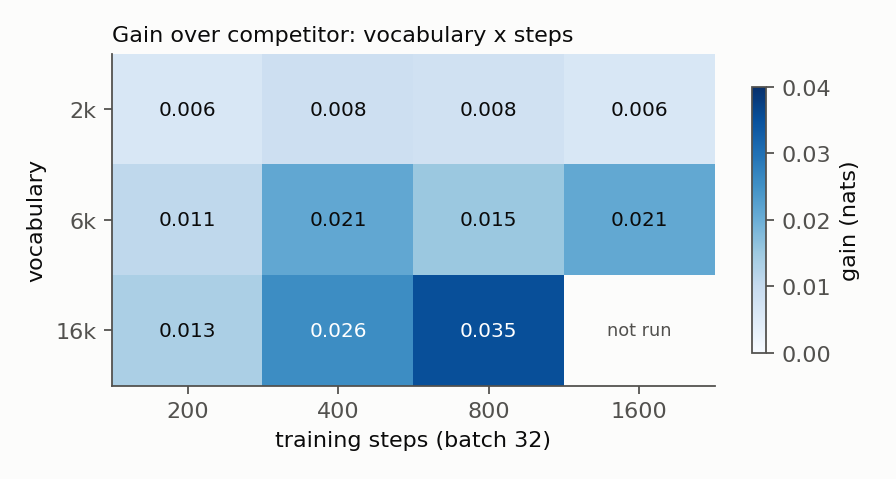 Gain over competitor: vocabulary x steps
vocabulary
2k 0.006 0.008 0.008 0.006
6k 0.011 0.021 0.015 0.021
16k 0.013 0.026 0.035 not run
200 400 800 1600
training steps (batch 32)
0.04
0.03
0.02
0.01
0.00
gain (nats)